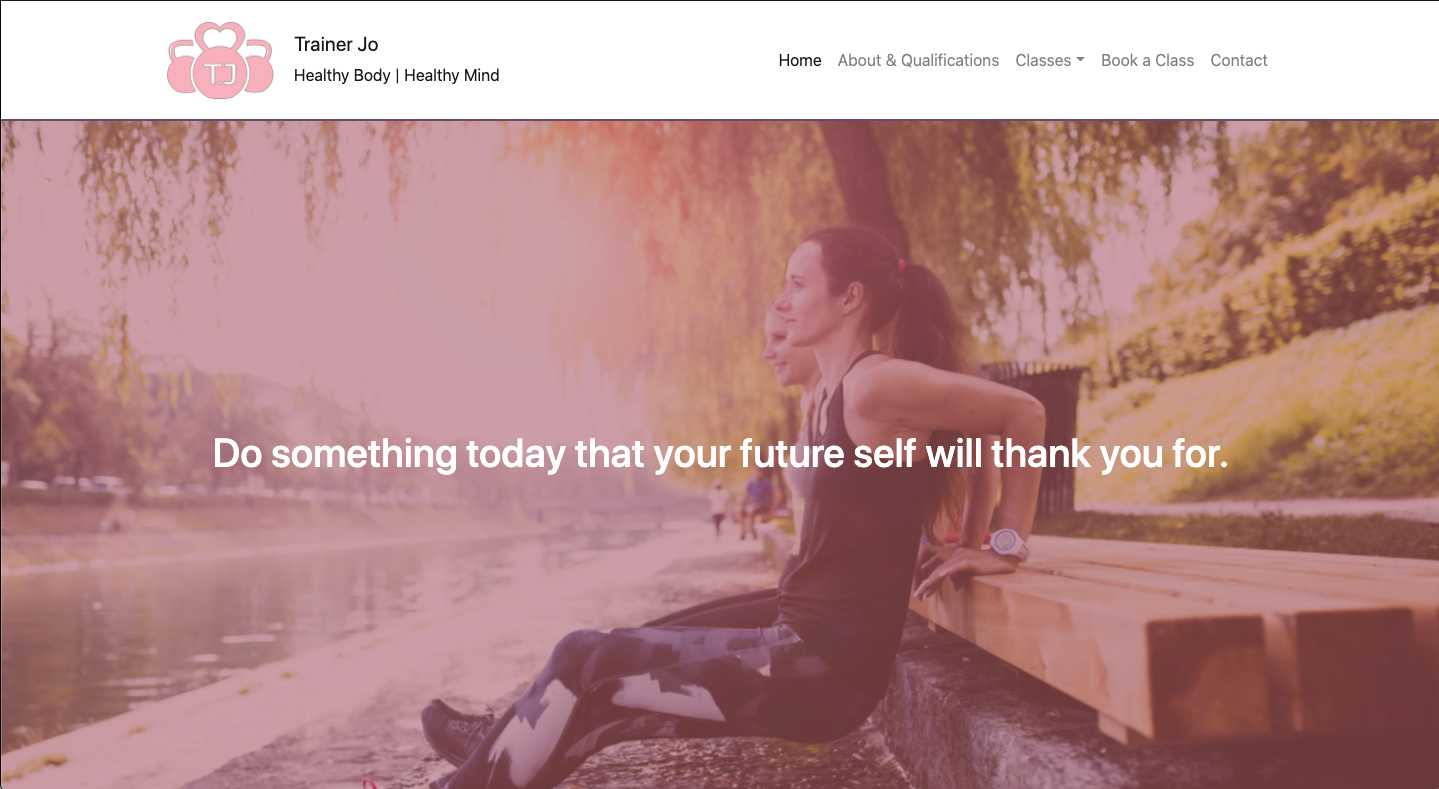 TJ
Trainer Jo
Healthy Body | Healthy Mind
Home About & Qualifications Classes Book a Class Contact
Do something today that your future self will thank you for.